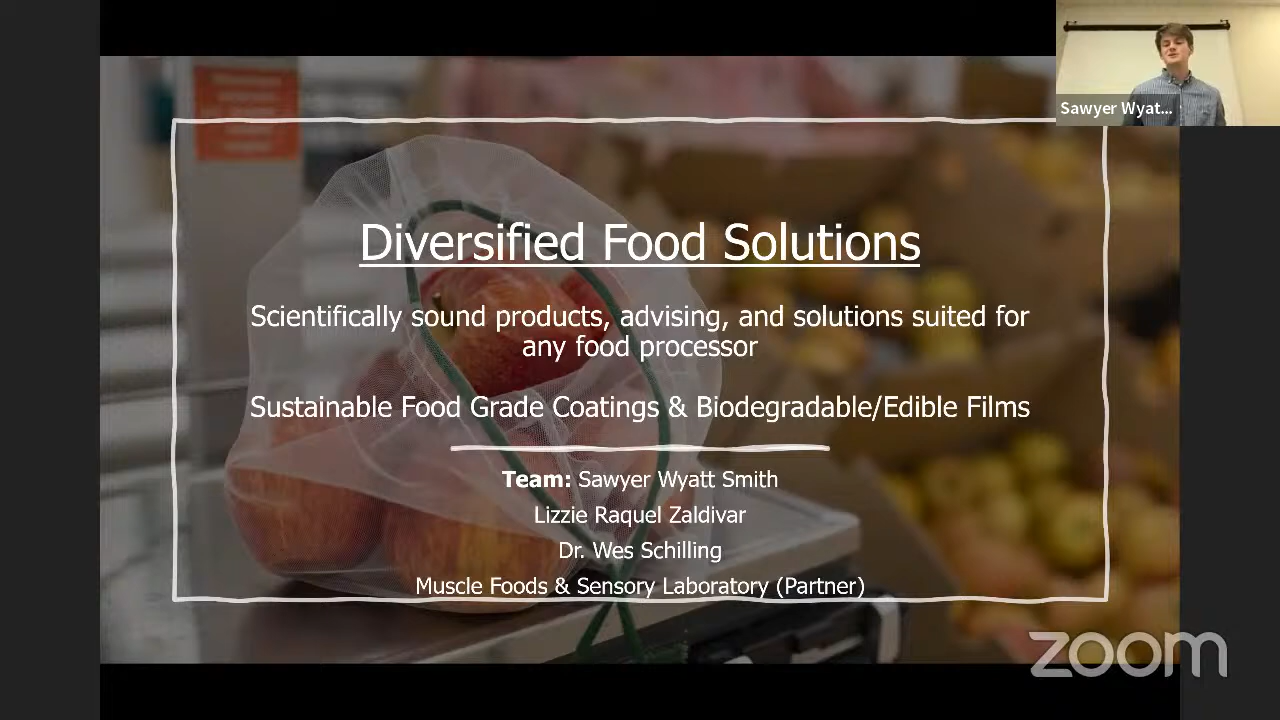 Sawyer Wyat...
Diversified Food Solutions
Scientifically sound products, advising, and solutions suited for
any food processor
Sustainable Food Grade Coatings & Biodegradable/Edible Films
Team: Sawyer Wyatt Smith
Lizzie Raquel Zaldivar
Dr. Wes Schilling
Muscle Foods & Sensory Laboratory (Partner)
zoom